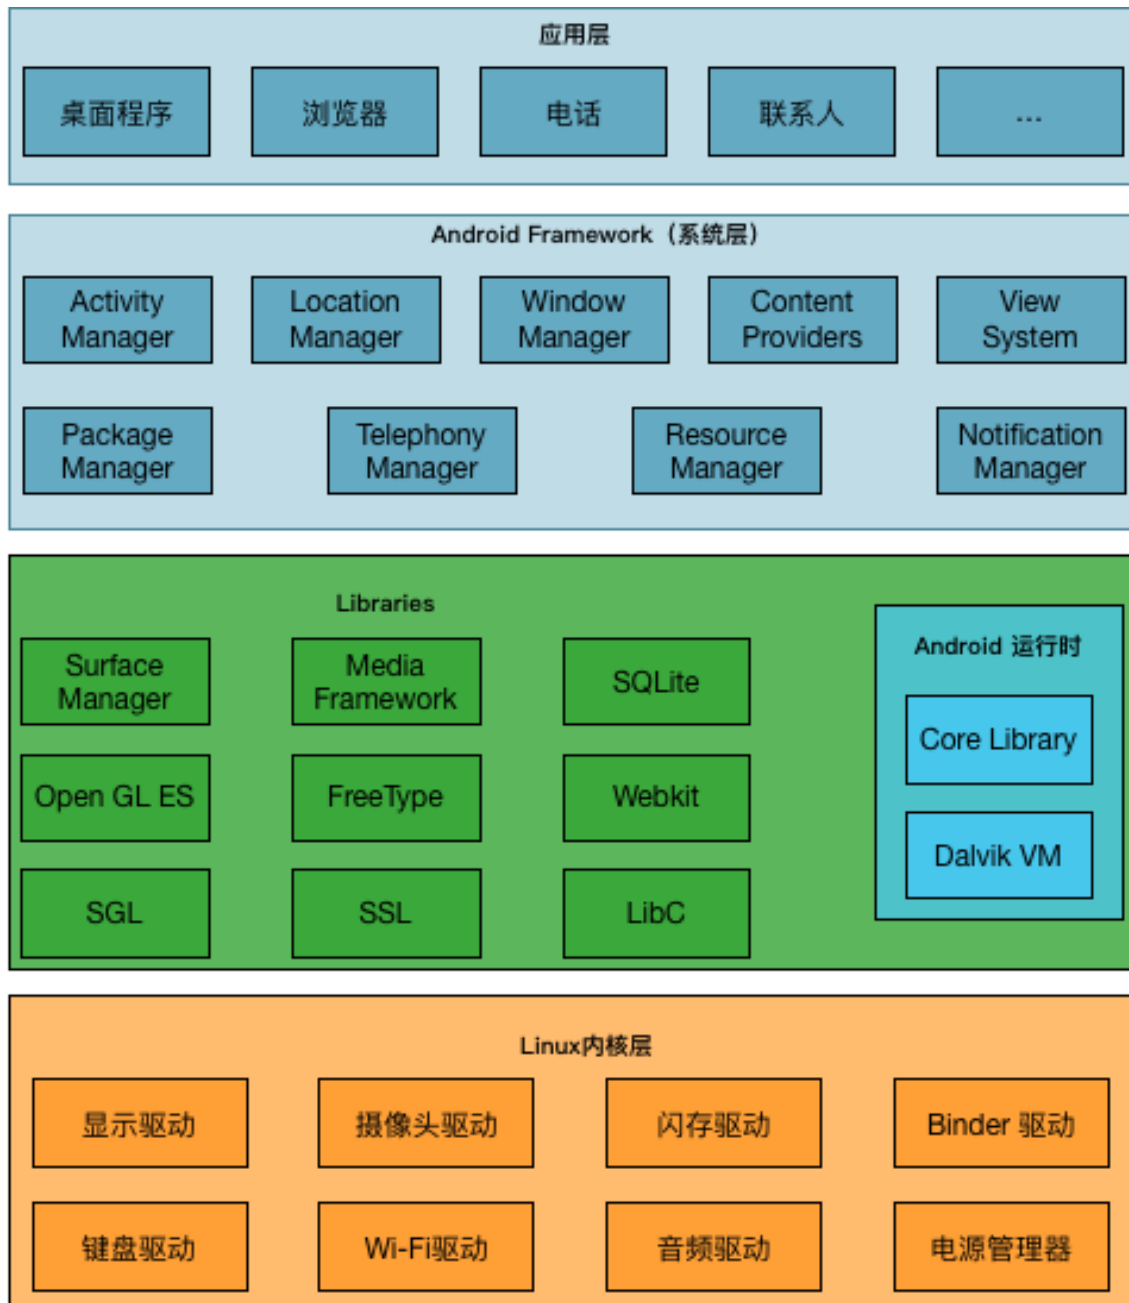 应用层
桌面程序
浏览器
电话
联系人
...
Android Framework（系统层）
Activity
Manager
Location
Manager
Window
Manager
Content
Providers
View
System
Package
Manager
Telephony
Manager
Resource
Manager
Notification
Manager
Libraries
Surface
Manager
Media
Framework
SQLite
Open GL ES
FreeType
Webkit
SGL
SSL
LibC
Android 运行时
Core Library
Dalvik VM
Linux内核层
显示驱动
摄像头驱动
闪存驱动
Binder 驱动
键盘驱动
Wi-Fi驱动
音频驱动
电源管理器